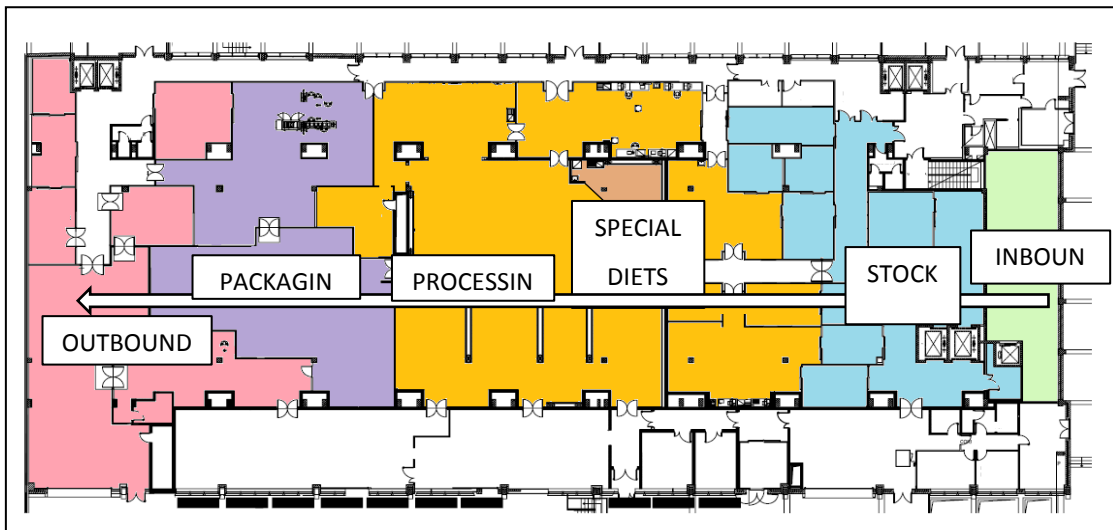 SPECIAL
DIETS
INBOUN
STOCK
PACKAGIN
PROCESSIN
OUTBOUND